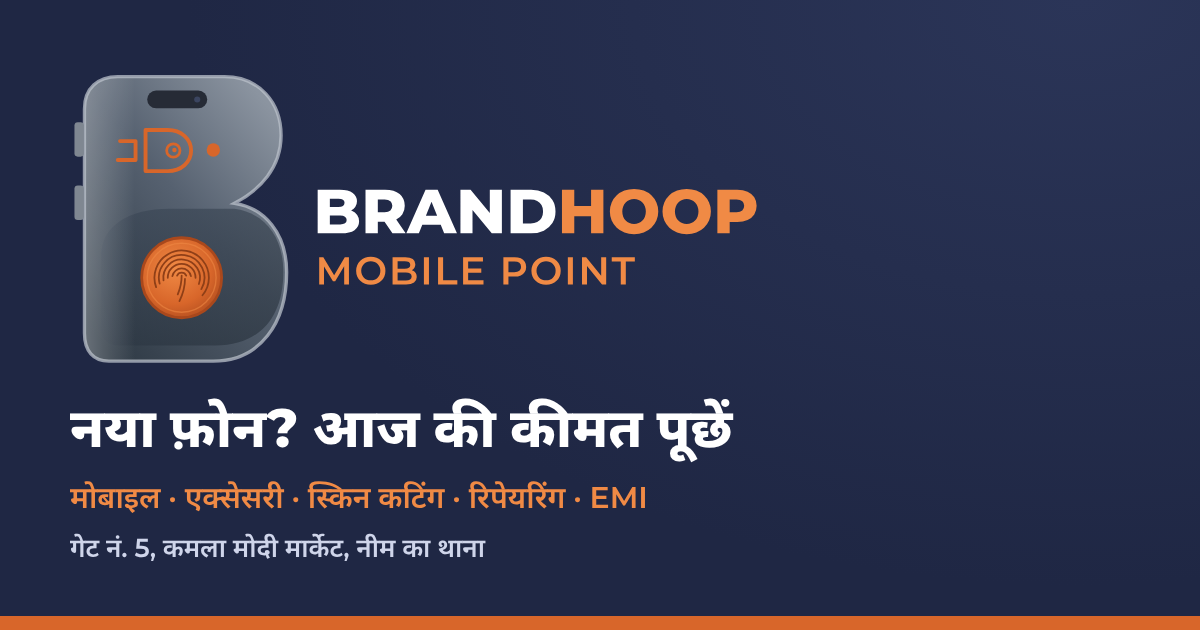 BRANDHOOP
MOBILE POINT
नया फ़ोन? आज की कीमत पूछें
मोबाइल · एक्सेसरी · स्किन कटिंग · रिपेयरिंग · EMI
गेट नं. 5, कमला मोदी मार्केट, नीम का थाना